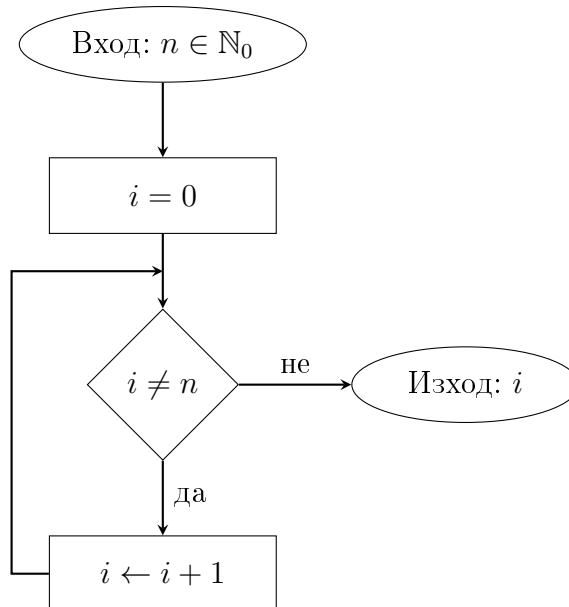 Вход: n ∈ ℕ₀
i = 0
i ≠ n
не
Изход: i
да
i ← i + 1